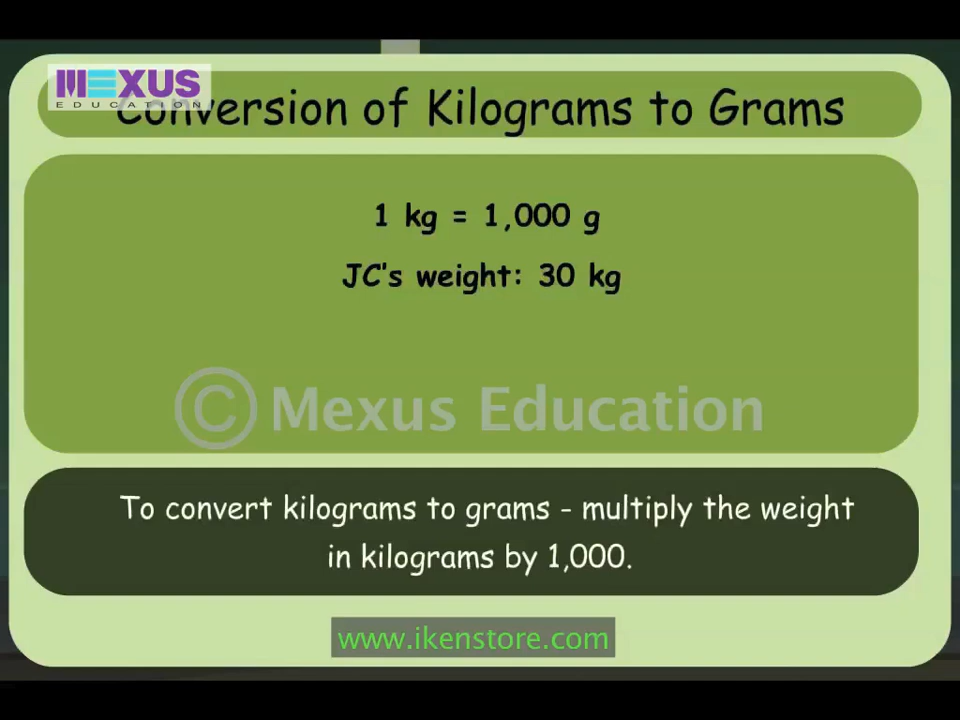 MEXUS
EDUCATION
Conversion of Kilograms to Grams
1 kg = 1,000 g
JC's weight: 30 kg
© Mexus Education
To convert kilograms to grams - multiply the weight
in kilograms by 1,000.
www.ikenstore.com